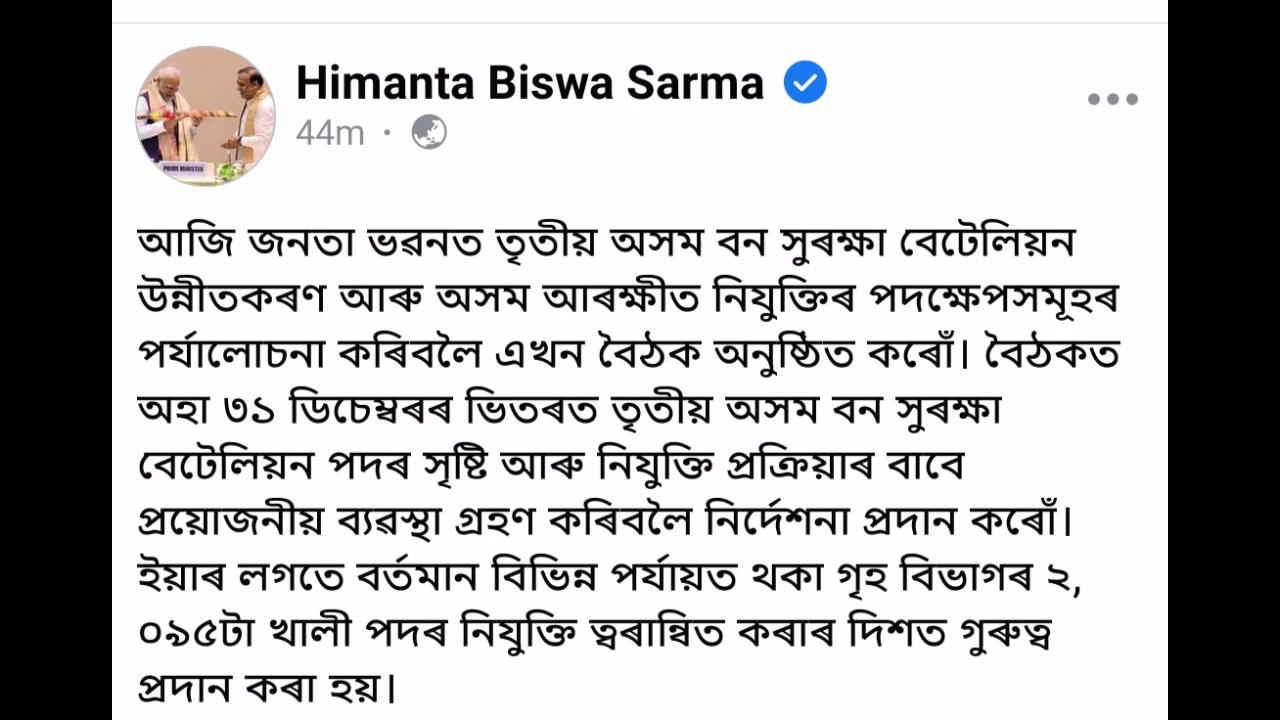 Himanta Biswa Sarma
44m
PRIME MINISTER
আজি জনতা ভৱনত তৃতীয় অসম বন সুৰক্ষা বেটেলিয়ন
উন্নীতকৰণ আৰু অসম আৰক্ষীত নিযুক্তিৰ পদক্ষেপসমূহৰ
পৰ্যালোচনা কৰিবলৈ এখন বৈঠক অনুষ্ঠিত কৰোঁ। বৈঠকত
অহা ৩১ ডিচেম্বৰৰ ভিতৰত তৃতীয় অসম বন সুৰক্ষা
বেটেলিয়ন পদৰ সৃষ্টি আৰু নিযুক্তি প্ৰক্ৰিয়াৰ বাবে
প্ৰয়োজনীয় ব্যৱস্থা গ্ৰহণ কৰিবলৈ নিৰ্দেশনা প্ৰদান কৰোঁ।
ইয়াৰ লগতে বৰ্তমান বিভিন্ন পৰ্যায়ত থকা গৃহ বিভাগৰ ২,
০৯৫টা খালী পদৰ নিযুক্তি ত্বৰান্বিত কৰাৰ দিশত গুৰুত্ব
প্ৰদান কৰা হয়।